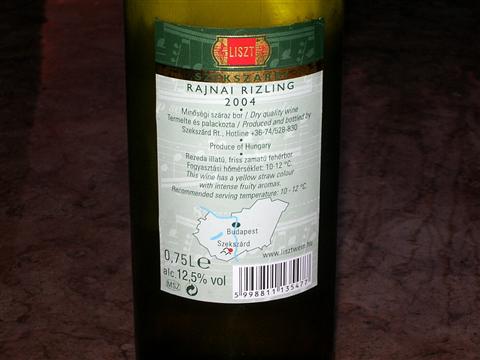 LISZT
SZEKSZÁRDI
RAJNAI RIZLING
2004
Minőségi száraz bor / Dry quality wine
Termelte és palackozta / Produced and bottled by
Szekszárd Rt., Hotline +36-74/528-830
Produce of Hungary
Rezeda illatú, friss zamatú fehérbor
Fogyasztási hőmérséklet: 10-12 °C.
This wine has a yellow straw colour
with intense fruity aromas.
Recommended serving temperature: 10 - 12 °C.
Budapest
Szekszárd
0,75L e
www.lisztwein.hu
alc.12,5% vol
MSZ
5 998811 135477